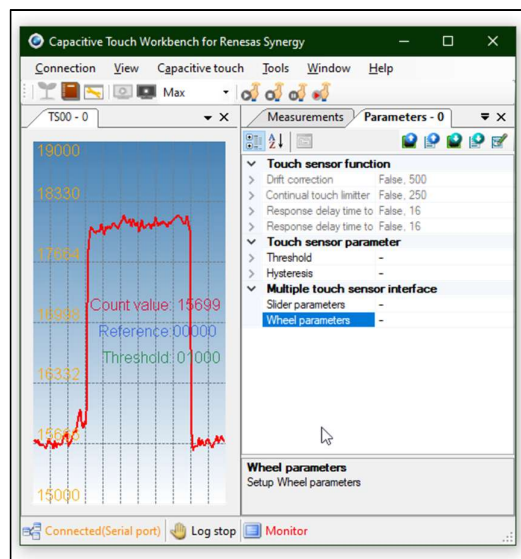 Capacitive Touch Workbench for Renesas Synergy
Connection View Capacitive touch Tools Window Help
Max
TS00 - 0
Measurements Parameters - 0
19000
18330
17664
16998
Count value: 15699
Reference:00000
Threshold: 01000
16332
15666
15000
Touch sensor function
Drift correction False, 500
Continual touch limitter False, 250
Response delay time to False, 16
Response delay time to False, 16
Touch sensor parameter
Threshold -
Hysteresis -
Multiple touch sensor interface
Slider parameters -
Wheel parameters -
Wheel parameters
Setup Wheel parameters
Connected(Serial port) Log stop Monitor